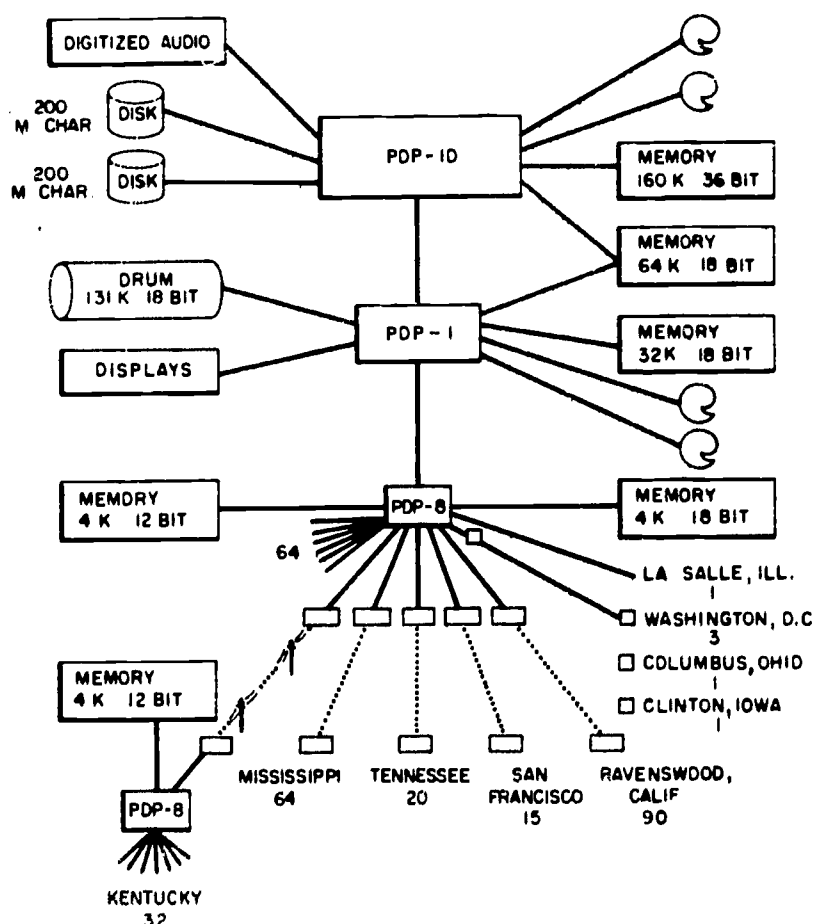 DIGITIZED AUDIO
200
M CHAR
DISK
200
M CHAR.
DISK
PDP-1D
MEMORY
160 K 36 BIT
MEMORY
64 K 18 BIT
DRUM
131 K 18 BIT
PDP-1
MEMORY
32K 18 BIT
DISPLAYS
MEMORY
4 K 12 BIT
PDP-8
MEMORY
4 K 18 BIT
64
LA SALLE, ILL.
1
WASHINGTON, D.C
3
COLUMBUS, OHIO
1
CLINTON, IOWA
1
MEMORY
4 K 12 BIT
MISSISSIPPI
64
TENNESSEE
20
SAN
FRANCISCO
15
RAVENSWOOD,
CALIF
90
PDP-8
KENTUCKY
32